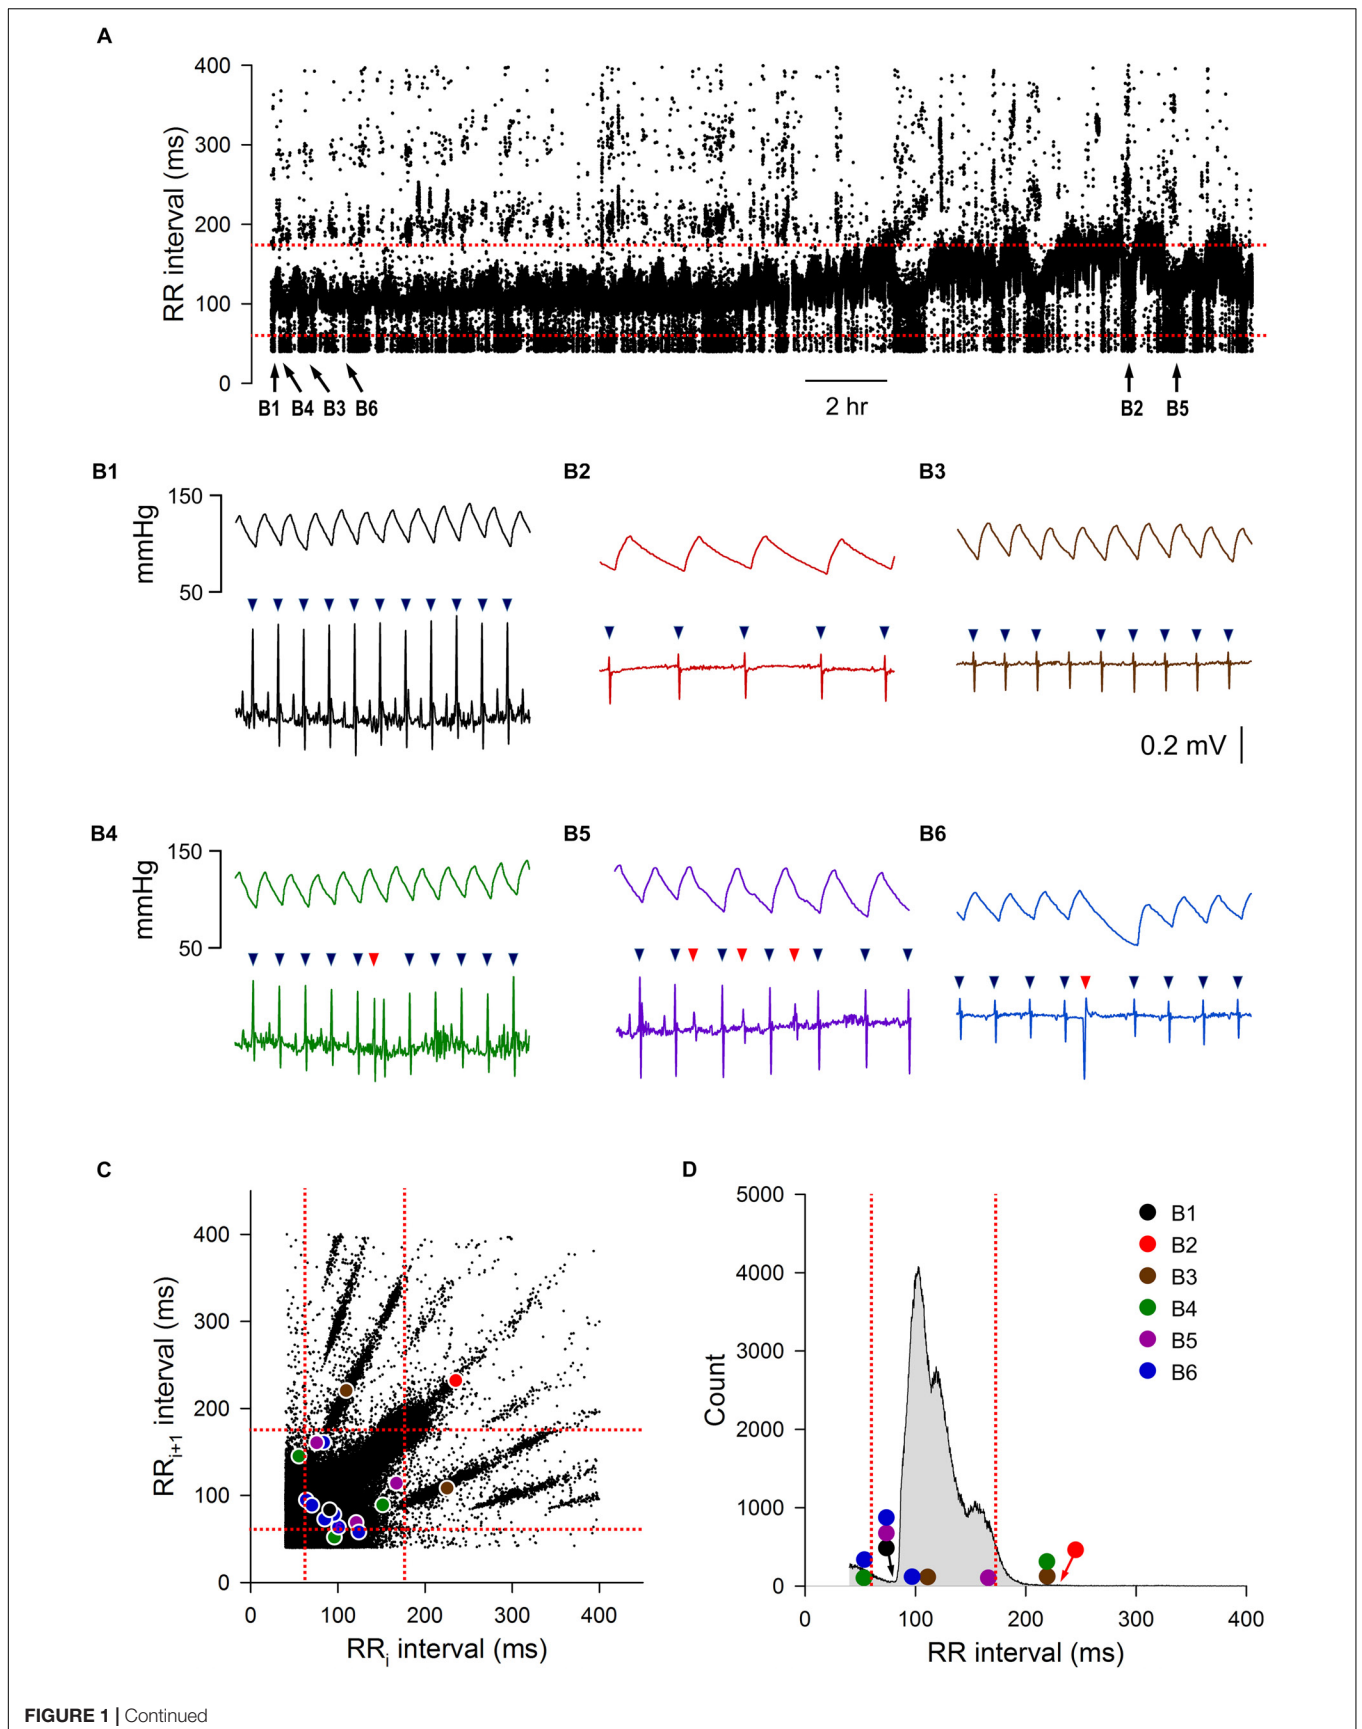 A
400
300
200
100
0
RR interval (ms)
B1 B4 B3 B6 2 hr B2 B5
B1 B2 B3
150
50
mmHg
0.2 mV
B4 B5 B6
150
50
mmHg
C
400
300
200
100
0
RRi+1 interval (ms)
0 100 200 300 400
RRi interval (ms)
D
5000
4000
3000
2000
1000
0
Count
B1
B2
B3
B4
B5
B6
0 100 200 300 400
RR interval (ms)
FIGURE 1 | Continued